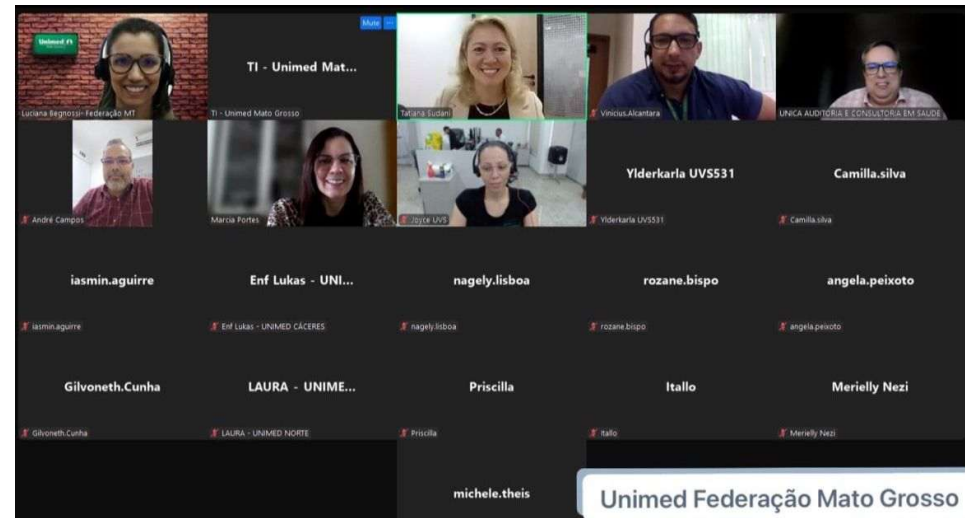 Unimed
Mute
TI - Unimed Mat...
Luciana Begnossi- Federação MT
TI - Unimed Mato Grosso
Tatiana Sudani
Vinicius.Alcantara
UNICA AUDITORIA E CONSULTORIA EM SAUDE
Ylderkarla UVS531
Camilla.silva
André Campos
Marcia Portes
Joyce UVS
Ylderkarla UVS531
Camilla.silva
iasmin.aguirre
Enf Lukas - UNI...
nagely.lisboa
rozane.bispo
angela.peixoto
iasmin.aguirre
Enf Lukas - UNIMED CÁCERES
nagely.lisboa
rozane.bispo
angela.peixoto
Gilvoneth.Cunha
LAURA - UNIME...
Priscilla
Itallo
Merielly Nezi
Gilvoneth.Cunha
LAURA - UNIMED NORTE
Priscilla
Itallo
Merielly Nezi
michele.theis
Unimed Federação Mato Grosso